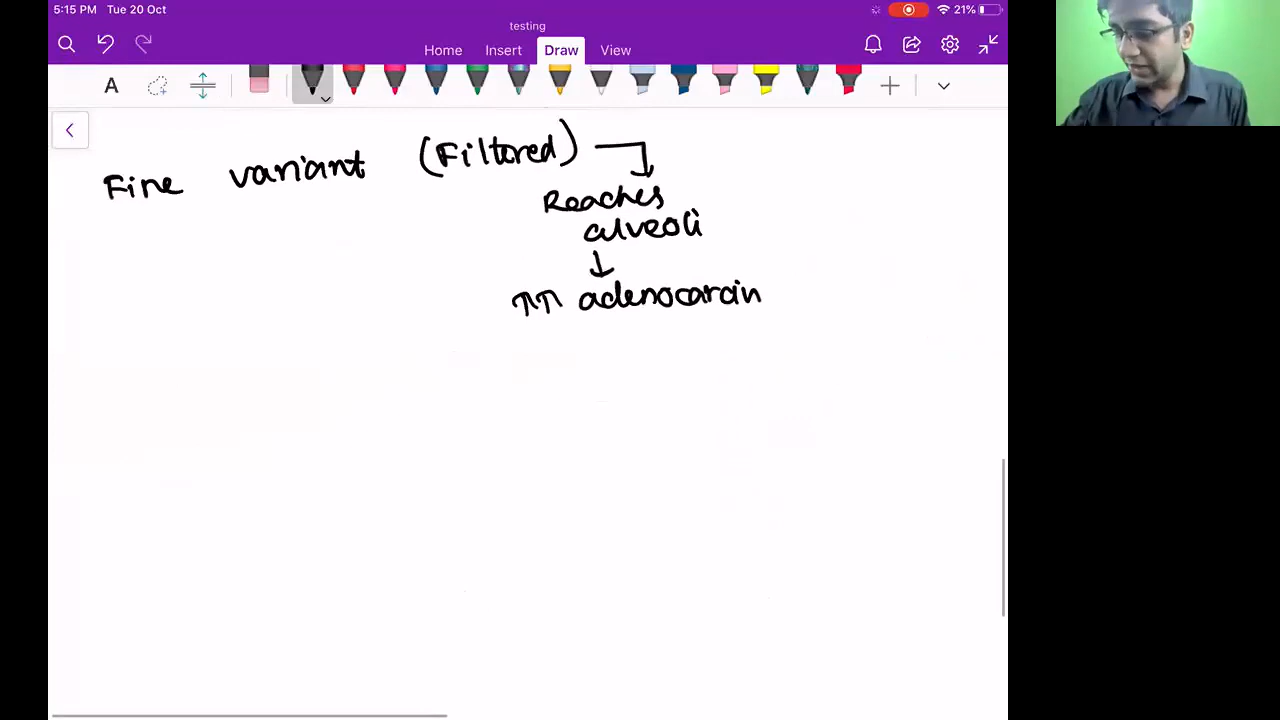 5:15 PM Tue 20 Oct
21%
testing
Home Insert Draw View
A
Fine variant (Filtered)
Reaches
alveoli
↓
↑↑ adenocarcin